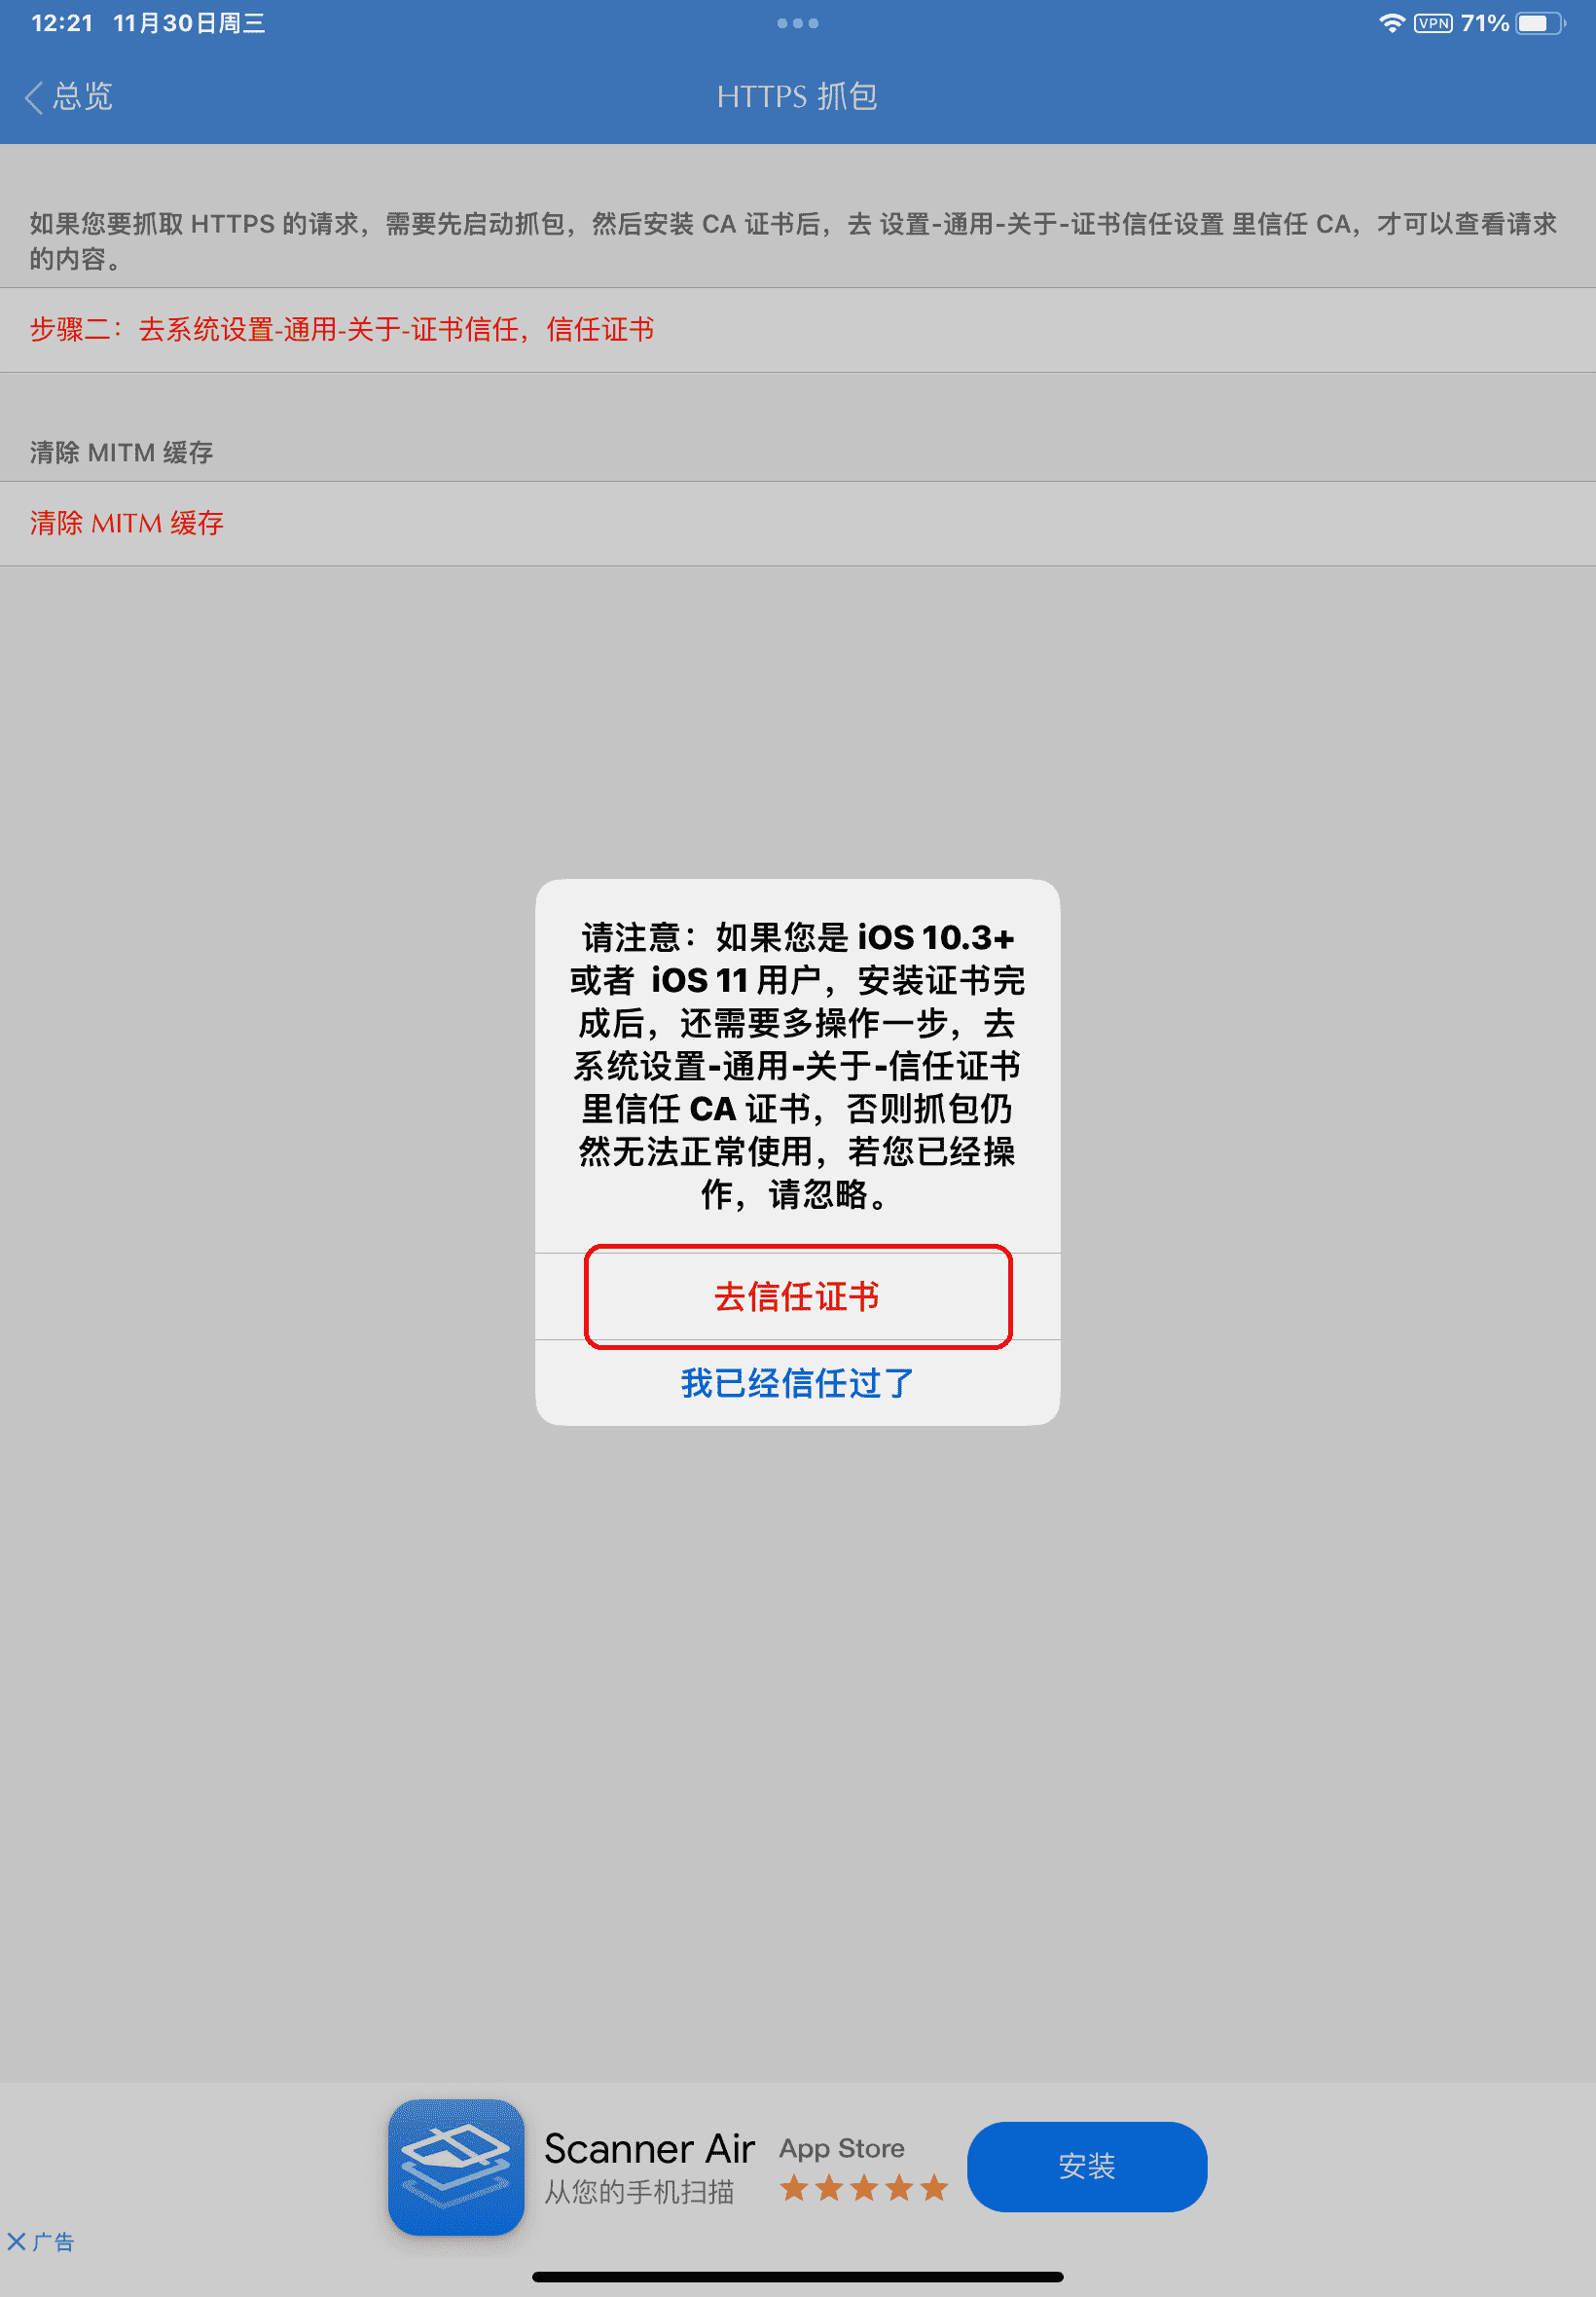 12:21 11月30日周三
VPN 71%
总览
HTTPS 抓包
如果您要抓取 HTTPS 的请求，需要先启动抓包，然后安装 CA 证书后，去 设置-通用-关于-证书信任设置 里信任 CA，才可以查看请求
的内容。
步骤二：去系统设置-通用-关于-证书信任，信任证书
清除 MITM 缓存
清除 MITM 缓存
请注意：如果您是 iOS 10.3+
或者 iOS 11 用户，安装证书完
成后，还需要多操作一步，去
系统设置-通用-关于-信任证书
里信任 CA 证书，否则抓包仍
然无法正常使用，若您已经操
作，请忽略。
去信任证书
我已经信任过了
Scanner Air
App Store
从您的手机扫描
安装
广告